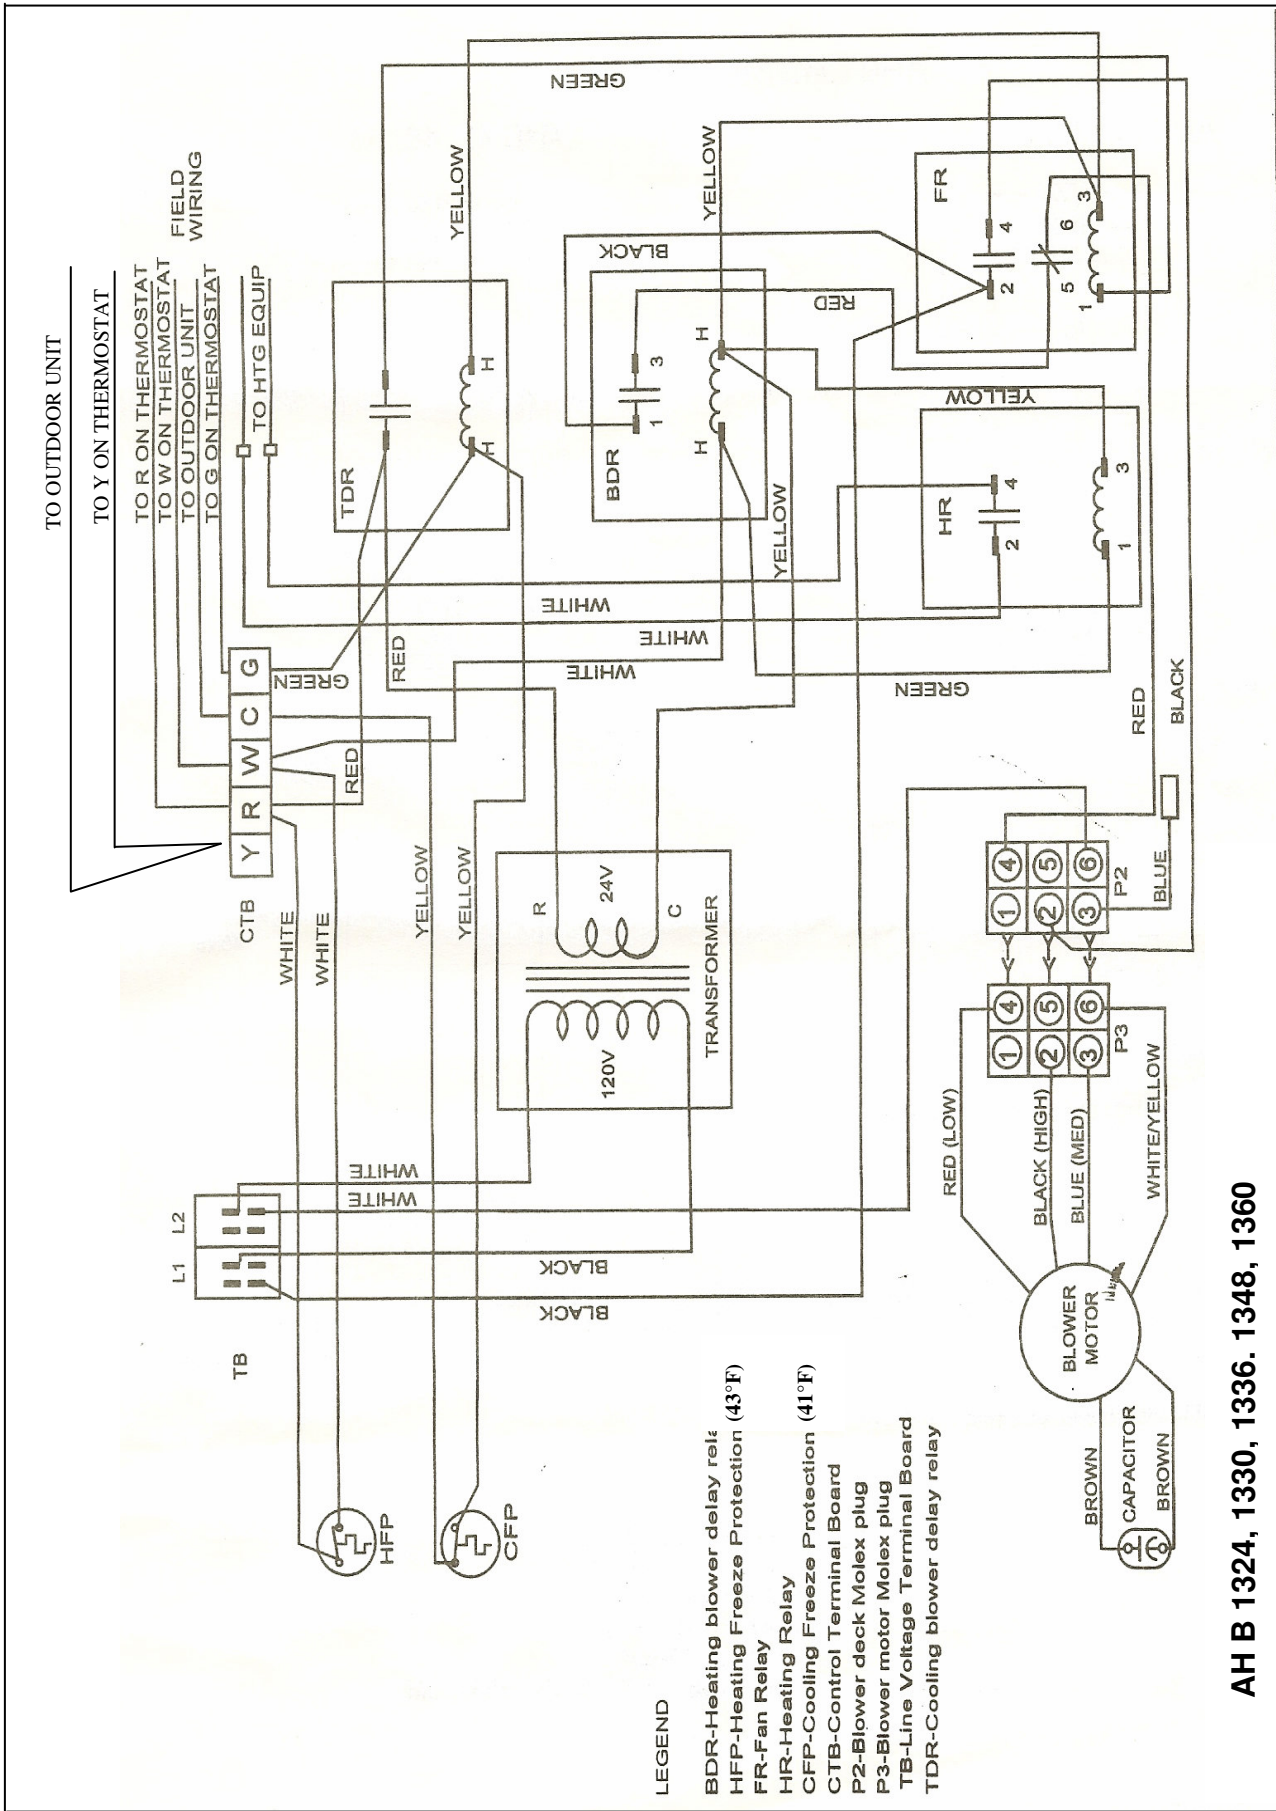 TO OUTDOOR UNIT
TO Y ON THERMOSTAT
TO R ON THERMOSTAT
TO W ON THERMOSTAT
TO OUTDOOR UNIT
TO G ON THERMOSTAT
FIELD
WIRING
TO HTG EQUIP
CTB
Y R W C G
GREEN
RED
RED
WHITE
WHITE
YELLOW
YELLOW
TDR
H
H
YELLOW
GREEN
WHITE
WHITE
WHITE
BDR
1
3
H
H
BLACK
YELLOW
YELLOW
RED
FR
2
4
5
6
1
3
HR
2
4
1
3
YELLOW
GREEN
RED
BLACK
TB
L1
L2
WHITE
WHITE
BLACK
BLACK
TRANSFORMER
120V
24V
R
C
HFP
CFP
P2
1 4
2 5
3 6
BLUE
P3
1 4
2 5
3 6
RED (LOW)
BLACK (HIGH)
BLUE (MED)
WHITE/YELLOW
BLOWER
MOTOR
BROWN
CAPACITOR
BROWN
LEGEND
BDR-Heating blower delay rela
HFP-Heating Freeze Protection (43°F)
FR-Fan Relay
HR-Heating Relay
CFP-Cooling Freeze Protection (41°F)
CTB-Control Terminal Board
P2-Blower deck Molex plug
P3-Blower motor Molex plug
TB-Line Voltage Terminal Board
TDR-Cooling blower delay relay
AH B 1324, 1330, 1336. 1348, 1360